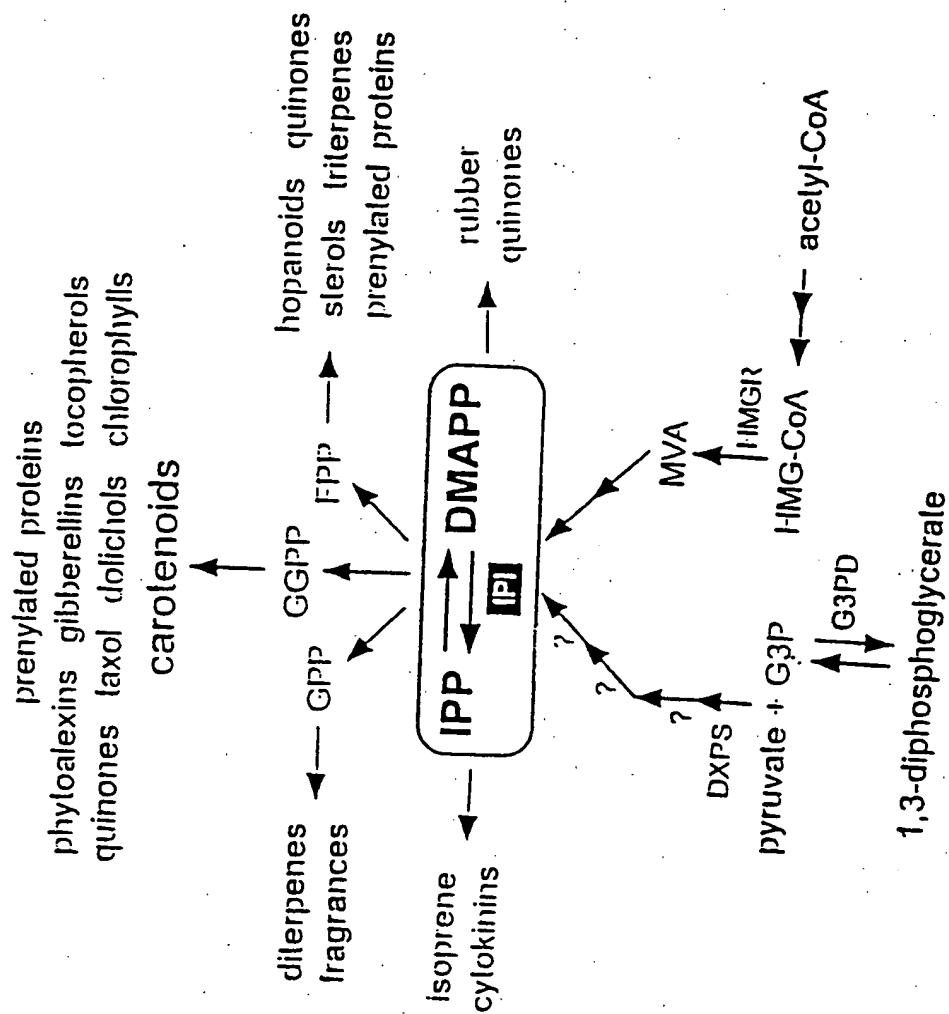 prenylated proteins
phytoalexins gibberellins tocopherols
quinones taxol dolichols chlorophylls
carotenoids
diterpenes
fragrances
GPP
GGPP
FPP
hopanoids quinones
sterols triterpenes
prenylated proteins
isoprene
cytokinins
IPP
DMAPP
IPI
rubber
quinones
?
?
?
DXPS
pyruvate + G3P
G3PD
1,3-diphosphoglycerate
MVA
HMGR
HMG-CoA
acetyl-CoA